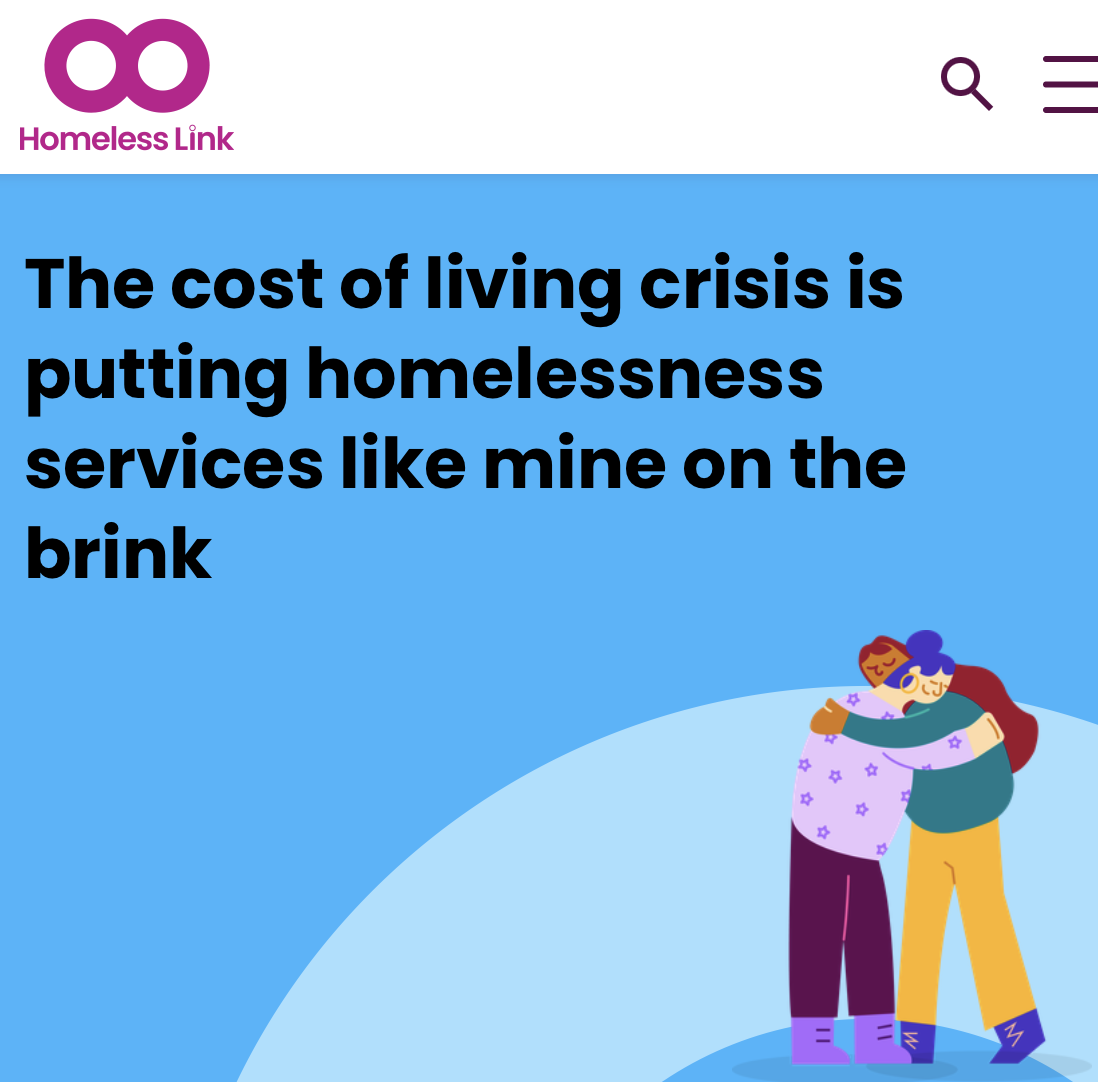 Homeless Link
The cost of living crisis is
putting homelessness
services like mine on the
brink